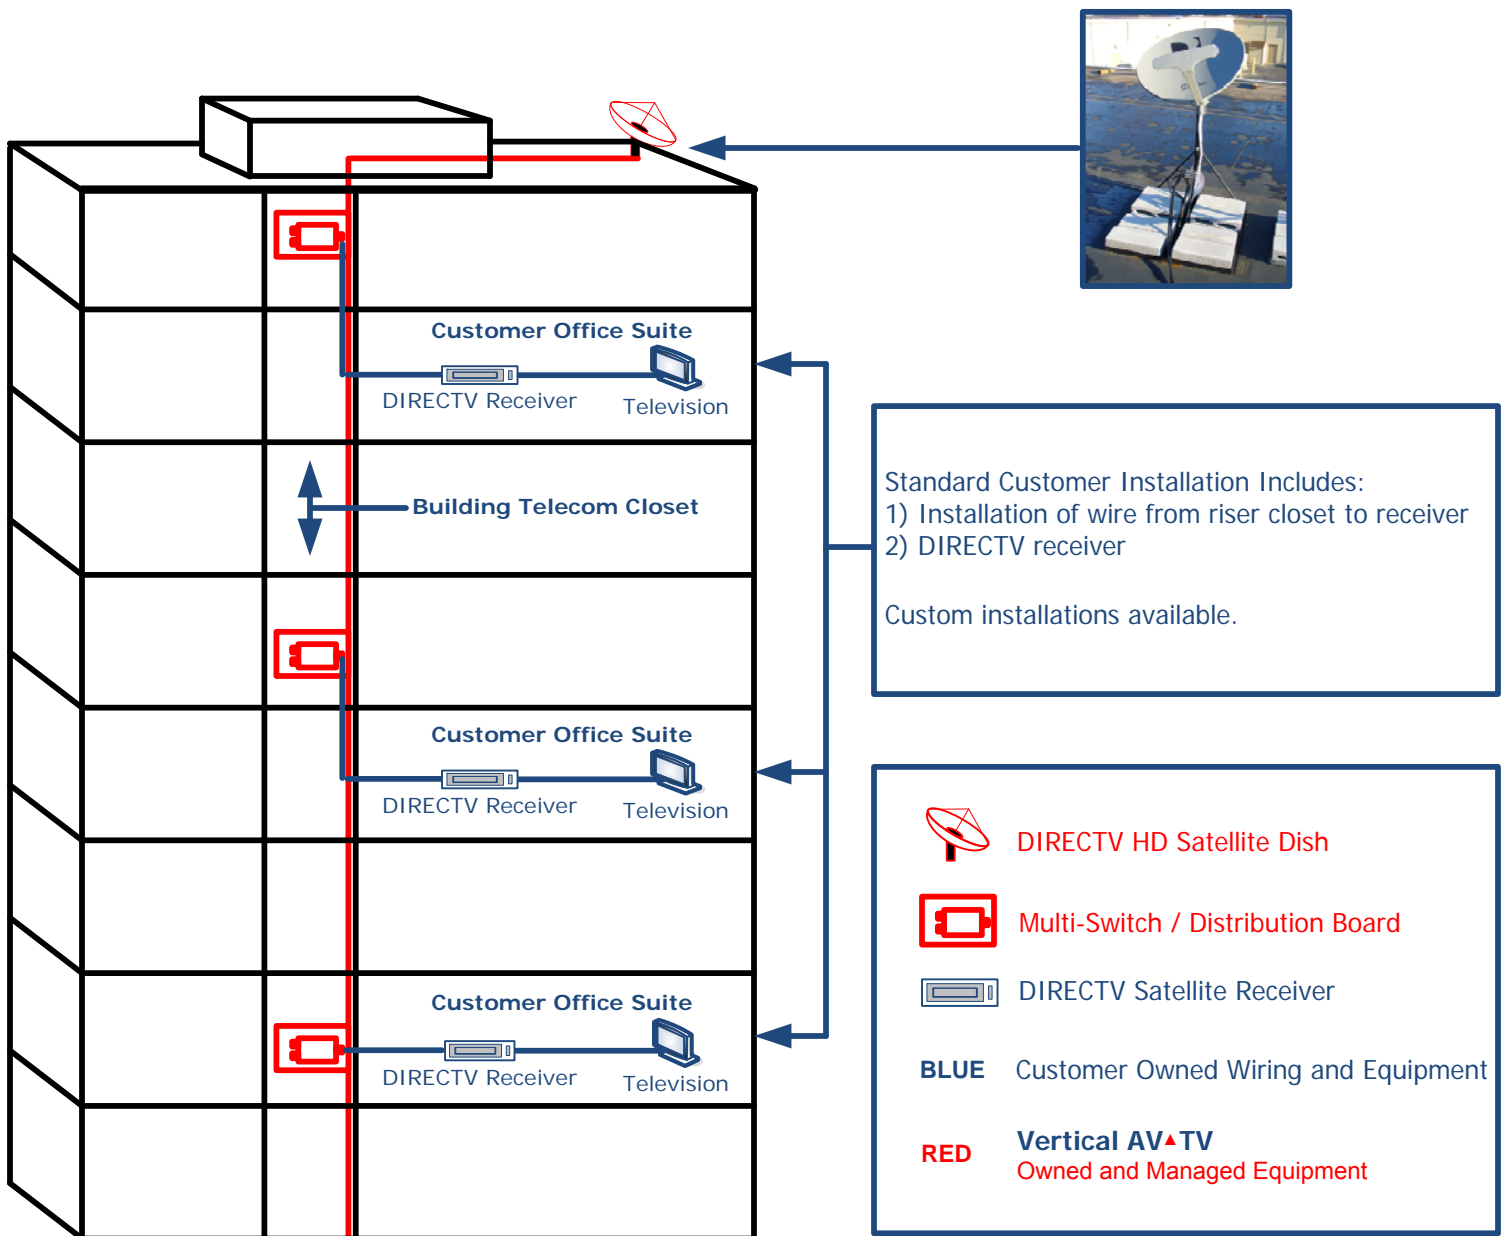 Customer Office Suite
DIRECTV Receiver
Television
Building Telecom Closet
Customer Office Suite
DIRECTV Receiver
Television
Customer Office Suite
DIRECTV Receiver
Television
Standard Customer Installation Includes:
1) Installation of wire from riser closet to receiver
2) DIRECTV receiver
Custom installations available.
DIRECTV HD Satellite Dish
Multi-Switch / Distribution Board
DIRECTV Satellite Receiver
BLUE Customer Owned Wiring and Equipment
RED Vertical AV▲TV
Owned and Managed Equipment